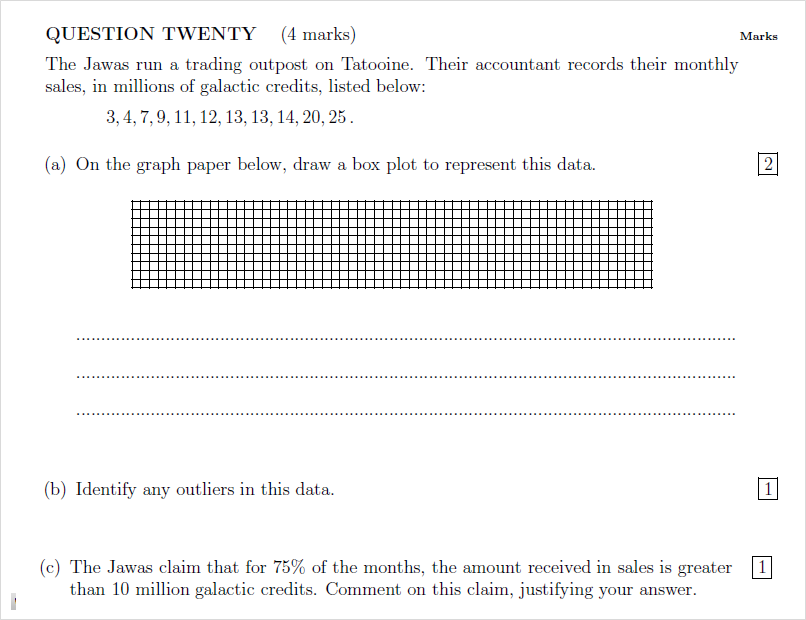 QUESTION TWENTY (4 marks) Marks
The Jawas run a trading outpost on Tatooine. Their accountant records their monthly
sales, in millions of galactic credits, listed below:
3, 4, 7, 9, 11, 12, 13, 13, 14, 20, 25 .
(a) On the graph paper below, draw a box plot to represent this data. 2
(b) Identify any outliers in this data. 1
(c) The Jawas claim that for 75% of the months, the amount received in sales is greater 1
than 10 million galactic credits. Comment on this claim, justifying your answer.